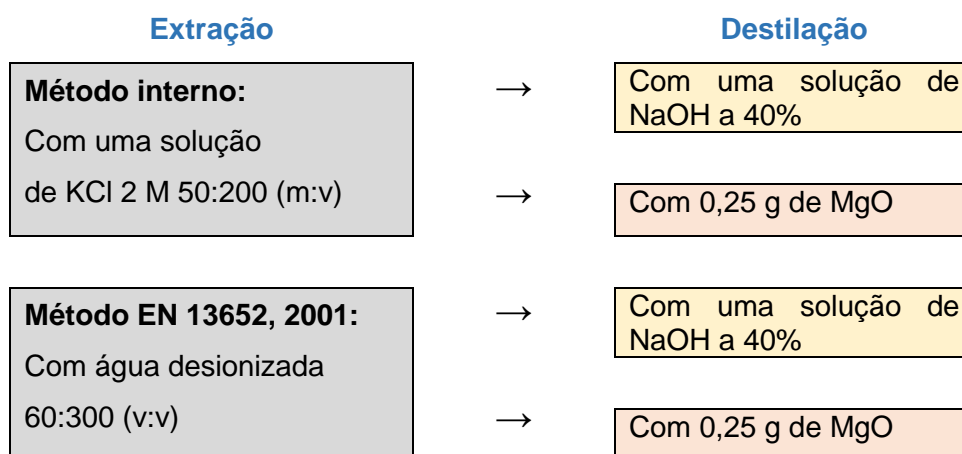 Extração
Destilação
Método interno:
Com uma solução
de KCl 2 M 50:200 (m:v)
→
Com uma solução de
NaOH a 40%
→
Com 0,25 g de MgO
Método EN 13652, 2001:
Com água desionizada
60:300 (v:v)
→
Com uma solução de
NaOH a 40%
→
Com 0,25 g de MgO